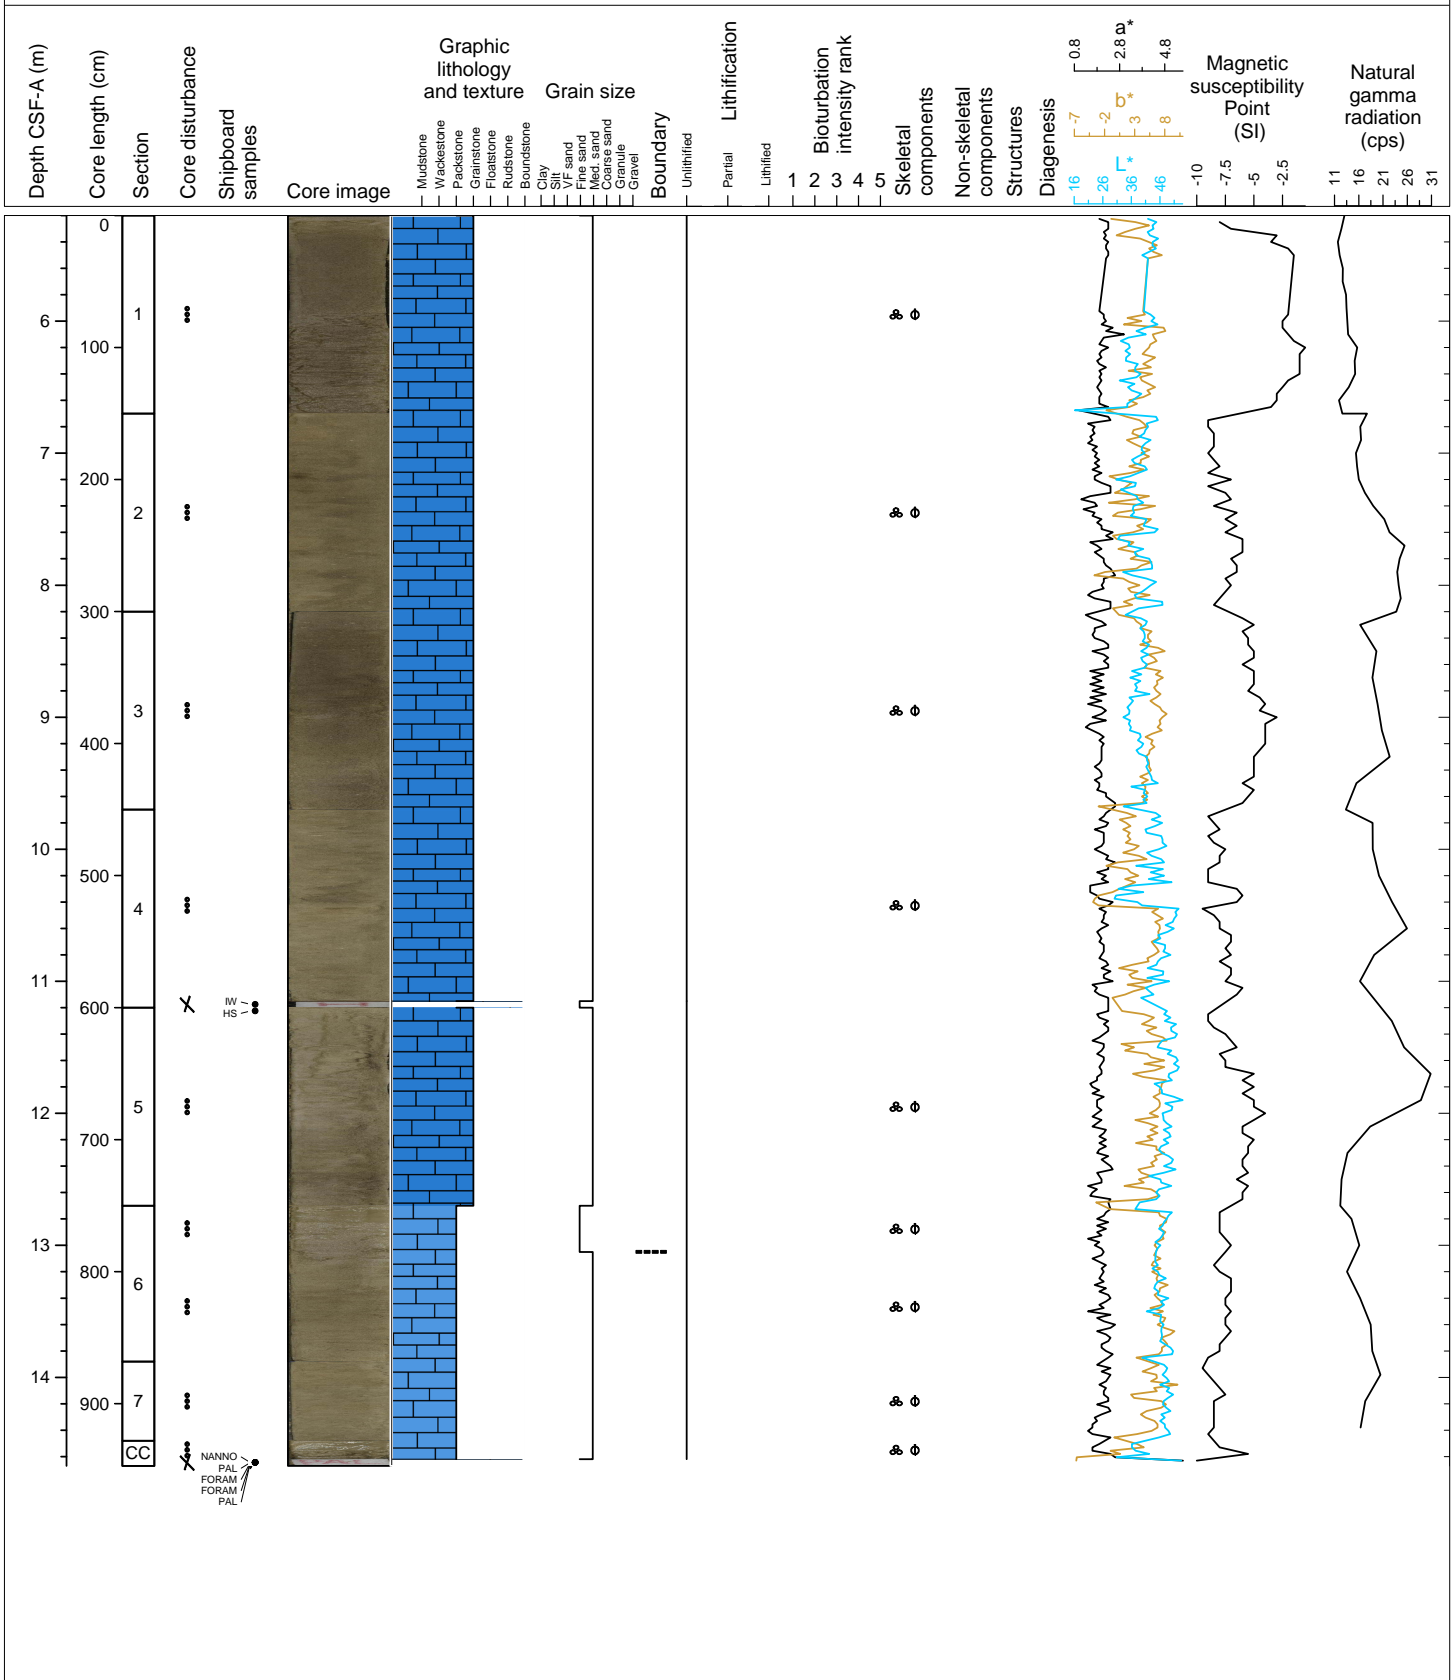 Depth CSF-A (m)
Core length (cm)
Section
Core disturbance
Shipboard
samples
Core image
Graphic
lithology
and texture
Mudstone
Wackestone
Packstone
Grainstone
Floatstone
Rudstone
Boundstone
Grain size
Clay
Silt
VF sand
Fine sand
Med. sand
Coarse sand
Granule
Gravel
Boundary
Lithification
Unlithified
Partial
Lithified
Bioturbation
intensity rank
1 2 3 4 5
Skeletal
components
Non-skeletal
components
Structures
Diagenesis
a*
0.8 2.8 4.8
b*
-7 -2 3 8
L*
16 26 36 46
Magnetic
susceptibility
Point
(SI)
-10 -7.5 -5 -2.5
Natural
gamma
radiation
(cps)
11 16 21 26 31
0
1
6
100
7
200
2
8
300
3
9
400
10
500
4
11
IW
600
HS
5
12
700
13
800
6
14
7
900
CC
NANNO
PAL
FORAM
FORAM
PAL